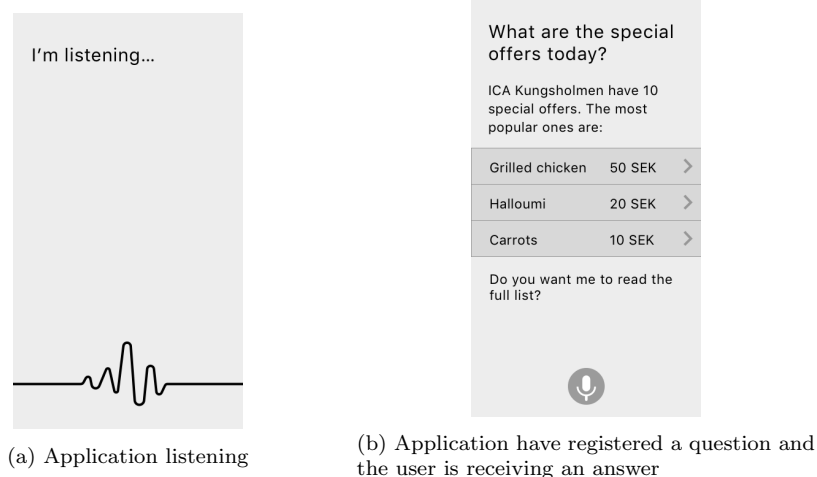 I’m listening...
(a) Application listening
What are the special
offers today?
ICA Kungsholmen have 10
special offers. The most
popular ones are:
Grilled chicken 50 SEK
Halloumi 20 SEK
Carrots 10 SEK
Do you want me to read the
full list?
(b) Application have registered a question and
the user is receiving an answer